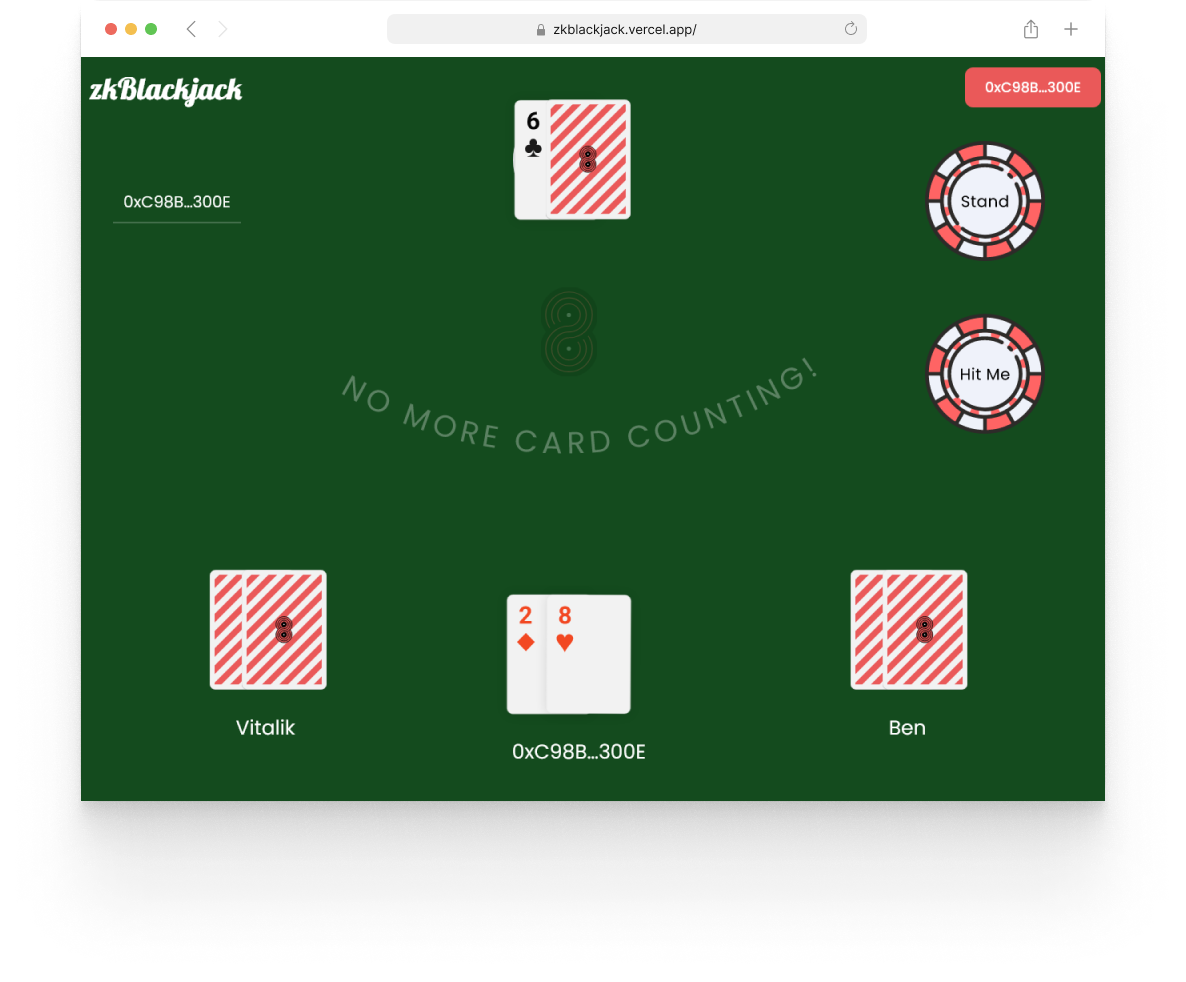 zkblackjack.vercel.app/
zkBlackjack
0xC98B...300E
6
0xC98B...300E
Stand
Hit Me
NO MORE CARD COUNTING!
2 8
Vitalik
0xC98B...300E
Ben